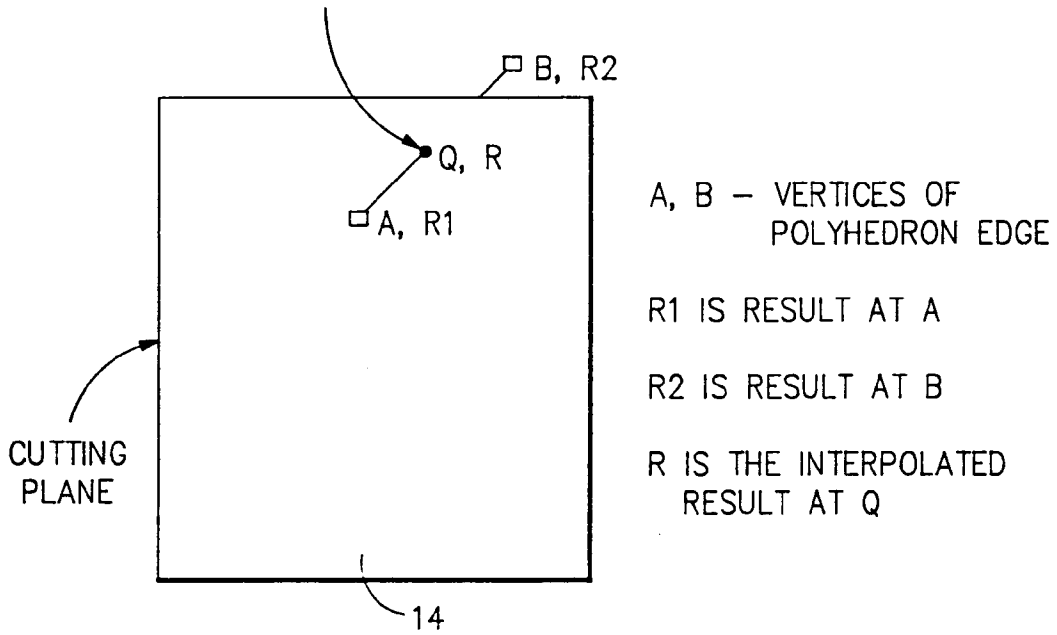 B, R2
Q, R
A, R1
A, B – VERTICES OF
POLYHEDRON EDGE
R1 IS RESULT AT A
R2 IS RESULT AT B
R IS THE INTERPOLATED
RESULT AT Q
CUTTING
PLANE
14